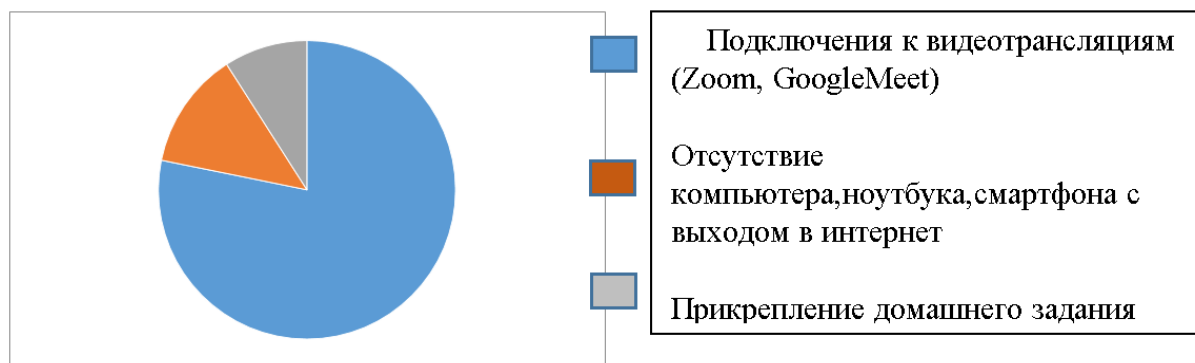 Подключения к видеотрансляциям
(Zoom, GoogleMeet)
Отсутствие
компьютера,ноутбука,смартфона с
выходом в интернет
Прикрепление домашнего задания